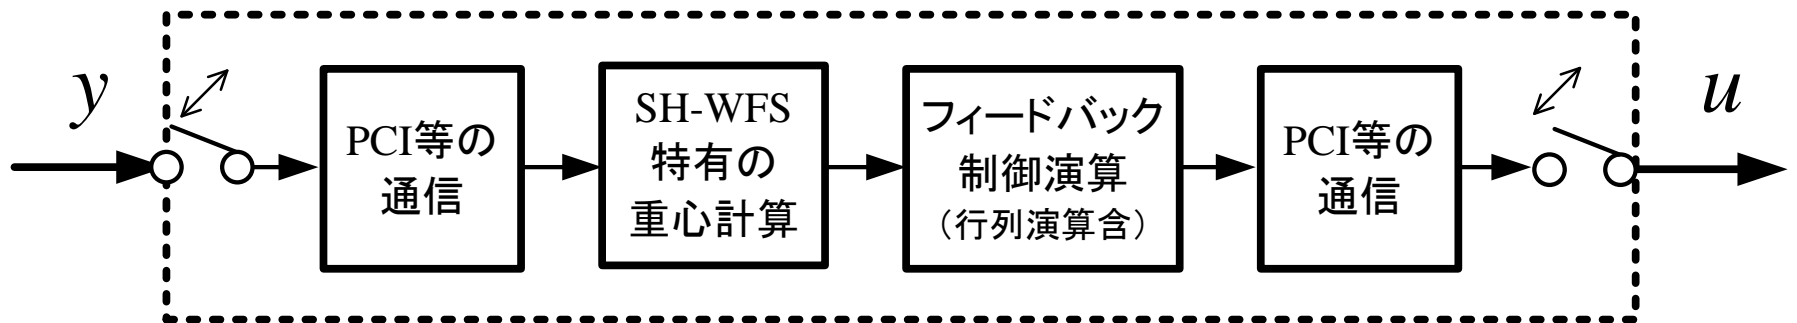 y
PCI等の
通信
SH-WFS
特有の
重心計算
フィードバック
制御演算
（行列演算含）
PCI等の
通信
u